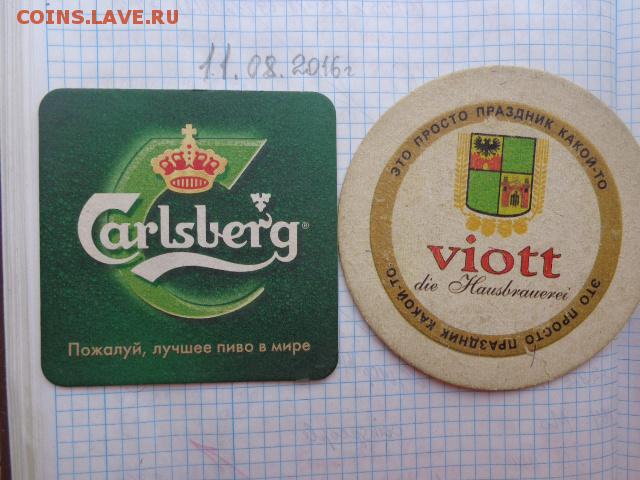 COINS.LAVE.RU
11.08.2016г
Carlsberg®
Пожалуй, лучшее пиво в мире
ЭТО ПРОСТО ПРАЗДНИК КАКОЙ-ТО
viott
die Hausbrauerei
ЭТО ПРОСТО ПРАЗДНИК КАКОЙ-ТО